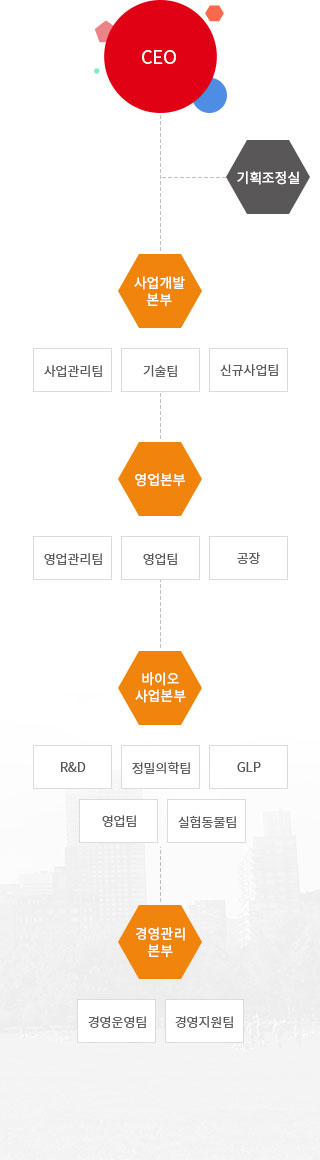 CEO
기획조정실
사업개발
본부
사업관리팀
기술팀
신규사업팀
영업본부
영업관리팀
영업팀
공장
바이오
사업본부
R&D
정밀의학팀
GLP
영업팀
실험동물팀
경영관리
본부
경영운영팀
경영지원팀